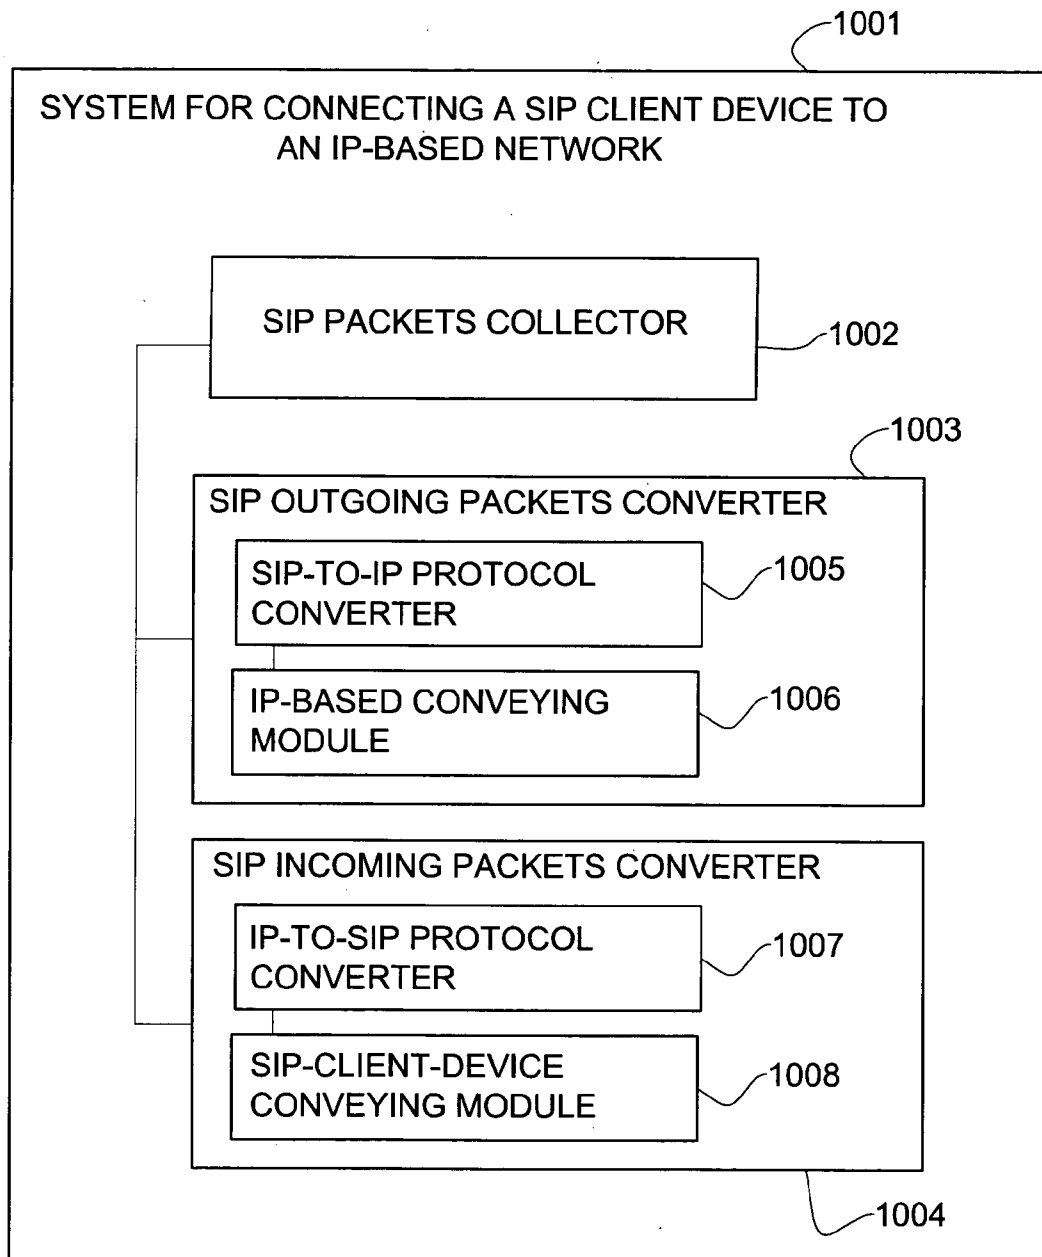 1001
SYSTEM FOR CONNECTING A SIP CLIENT DEVICE TO
AN IP-BASED NETWORK
SIP PACKETS COLLECTOR
1002
1003
SIP OUTGOING PACKETS CONVERTER
SIP-TO-IP PROTOCOL
CONVERTER
1005
IP-BASED CONVEYING
MODULE
1006
SIP INCOMING PACKETS CONVERTER
IP-TO-SIP PROTOCOL
CONVERTER
1007
SIP-CLIENT-DEVICE
CONVEYING MODULE
1008
1004